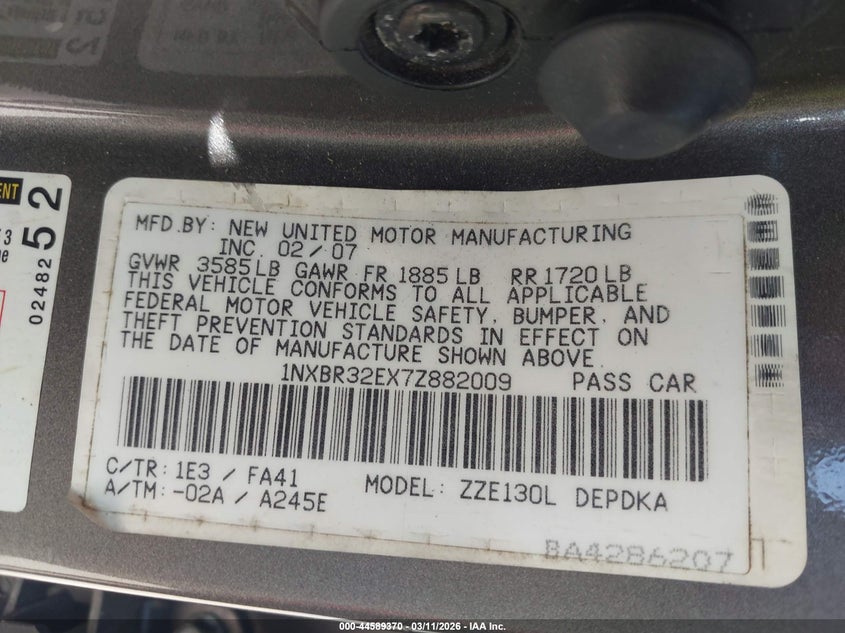 MFD.BY: NEW UNITED MOTOR MANUFACTURING
INC. 02/07
GVWR 3585LB GAWR FR 1885LB RR1720LB
THIS VEHICLE CONFORMS TO ALL APPLICABLE
FEDERAL MOTOR VEHICLE SAFETY, BUMPER, AND
THEFT PREVENTION STANDARDS IN EFFECT ON
THE DATE OF MANUFACTURE SHOWN ABOVE.
1NXBR32EX7Z882009 PASS CAR
C/TR: 1E3 / FA41
A/TM: -02A / A245E
MODEL: ZZE130L DEPDKA
BA4286207
52
02482
000-44589370 - 03/11/2026 - IAA Inc.